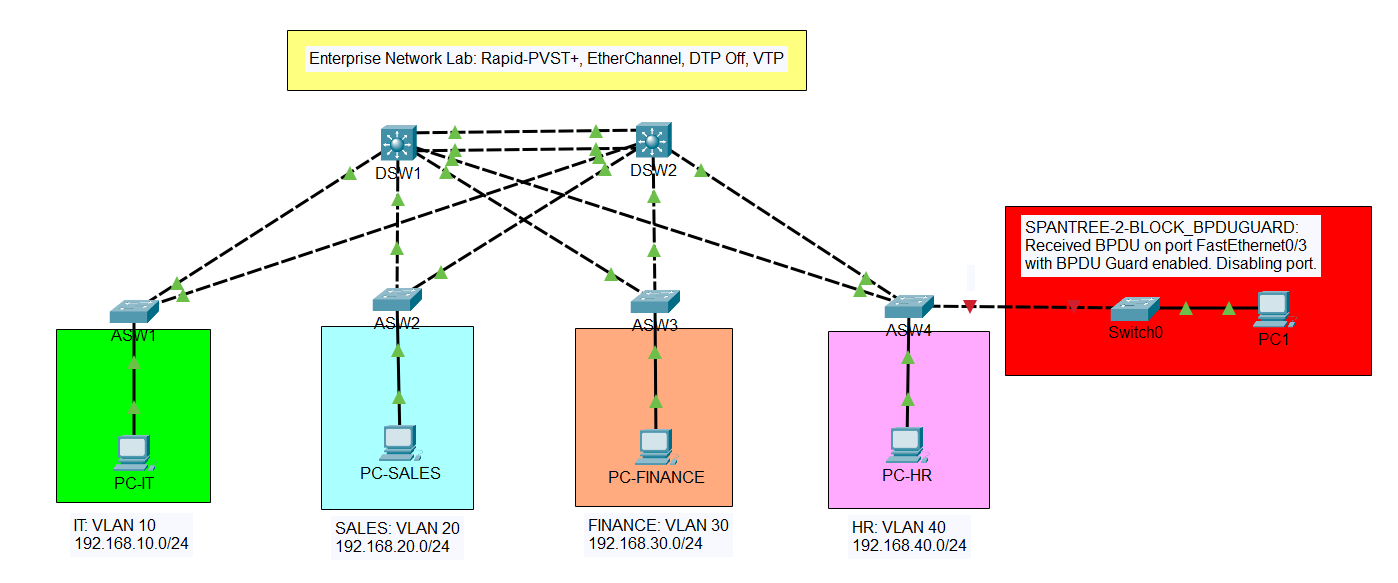 Enterprise Network Lab: Rapid-PVST+, EtherChannel, DTP Off, VTP
DSW1
DSW2
SPANTREE-2-BLOCK_BPDUGUARD:
Received BPDU on port FastEthernet0/3
with BPDU Guard enabled. Disabling port.
ASW1
ASW2
ASW3
ASW4
Switch0
PC1
PC-IT
PC-SALES
PC-FINANCE
PC-HR
IT: VLAN 10
192.168.10.0/24
SALES: VLAN 20
192.168.20.0/24
FINANCE: VLAN 30
192.168.30.0/24
HR: VLAN 40
192.168.40.0/24